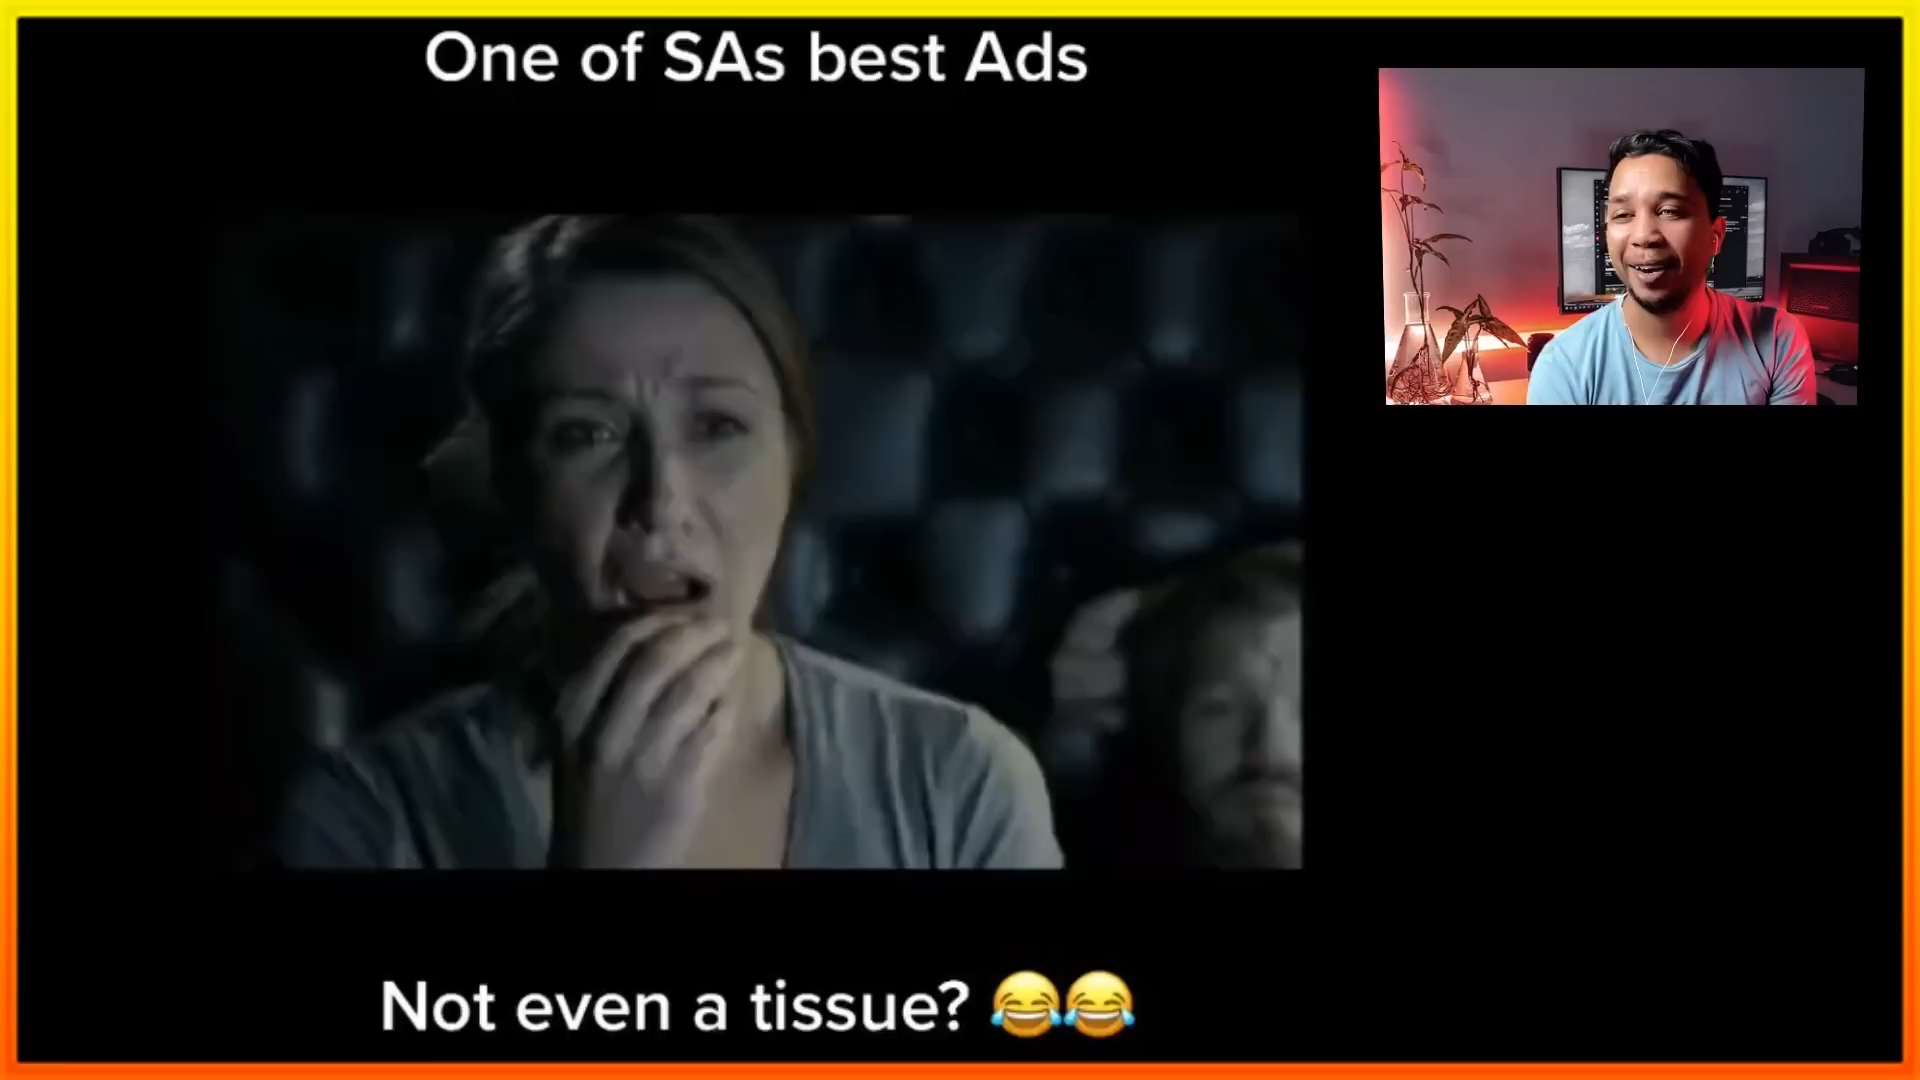 One of SAs best Ads
Not even a tissue? 😂😂